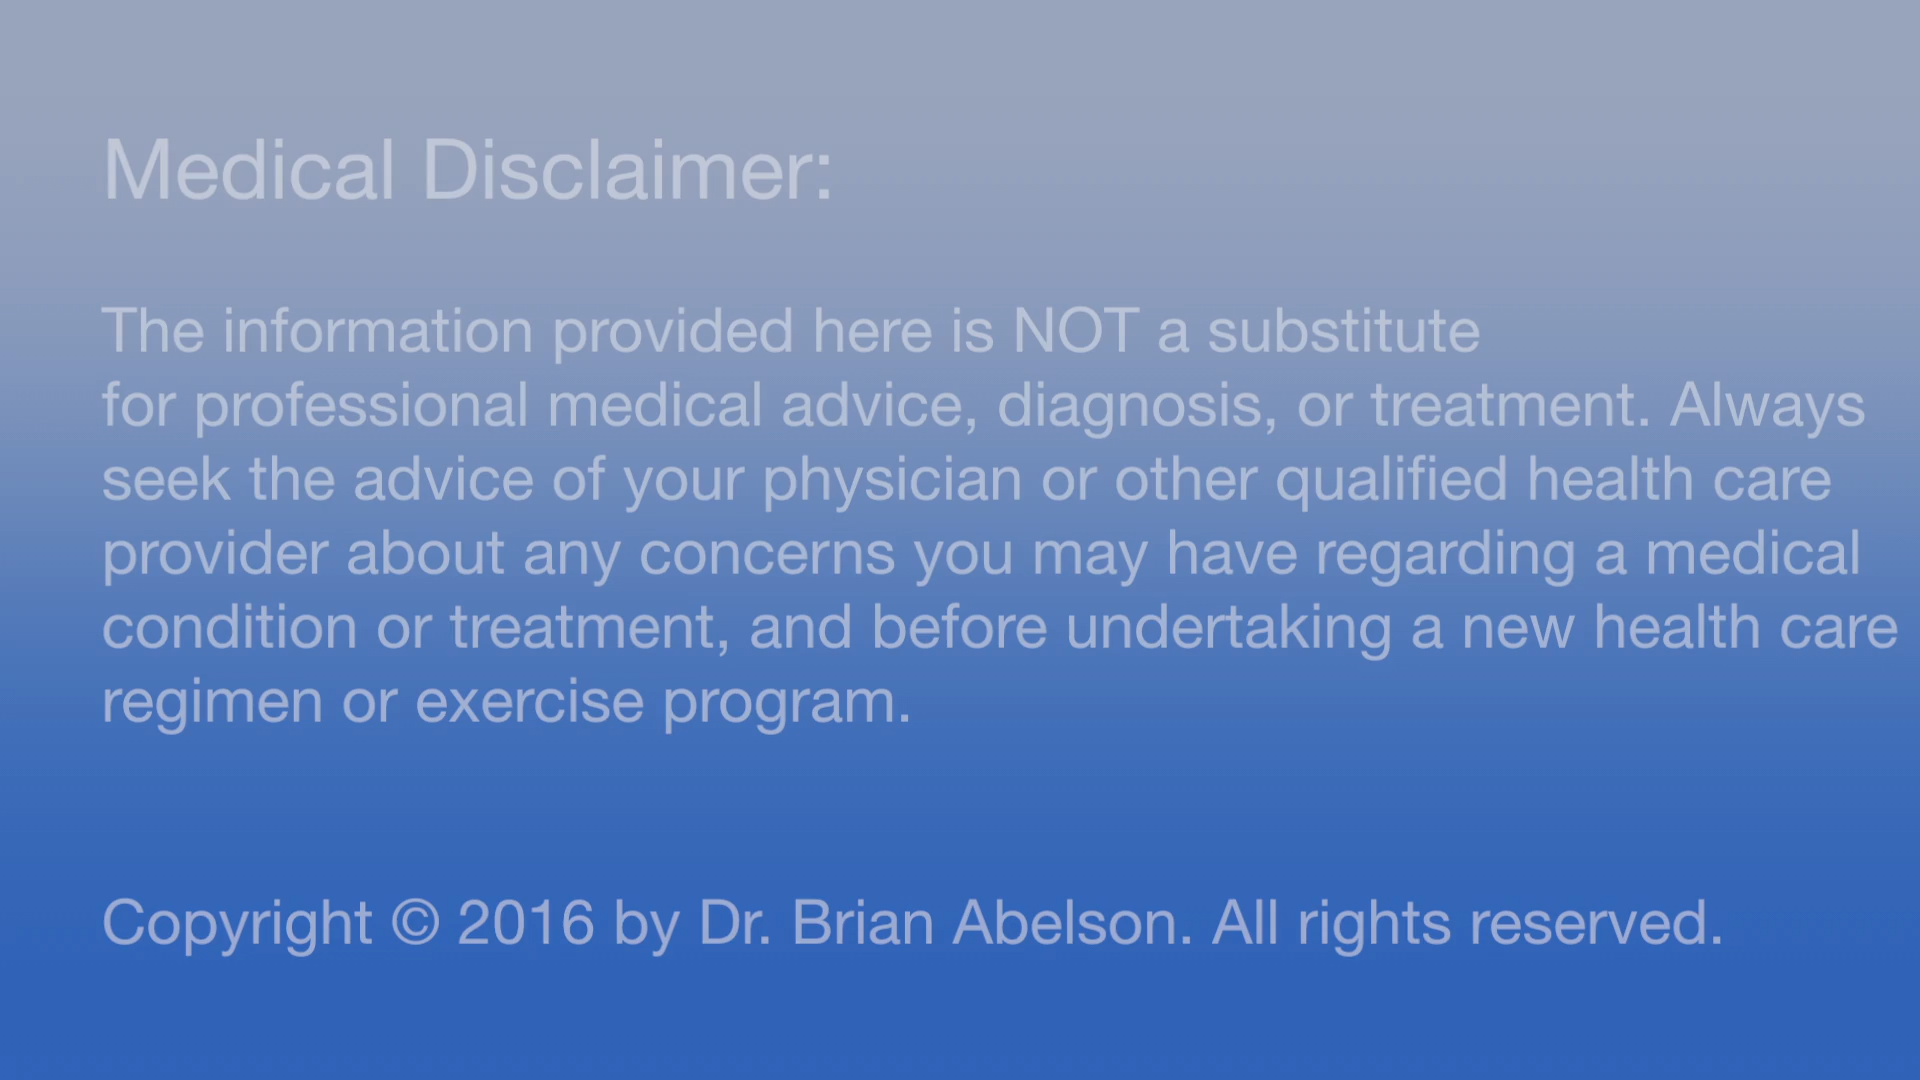 Medical Disclaimer:
The information provided here is NOT a substitute
for professional medical advice, diagnosis, or treatment. Always
seek the advice of your physician or other qualified health care
provider about any concerns you may have regarding a medical
condition or treatment, and before undertaking a new health care
regimen or exercise program.
Copyright © 2016 by Dr. Brian Abelson. All rights reserved.